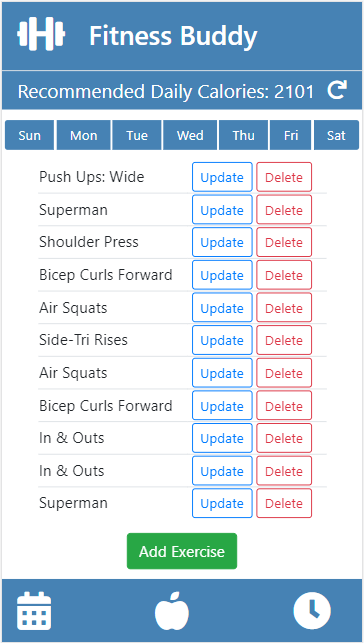 Fitness Buddy
Recommended Daily Calories: 2101
Sun Mon Tue Wed Thu Fri Sat
Push Ups: Wide Update Delete
Superman Update Delete
Shoulder Press Update Delete
Bicep Curls Forward Update Delete
Air Squats Update Delete
Side-Tri Rises Update Delete
Air Squats Update Delete
Bicep Curls Forward Update Delete
In & Outs Update Delete
In & Outs Update Delete
Superman Update Delete
Add Exercise